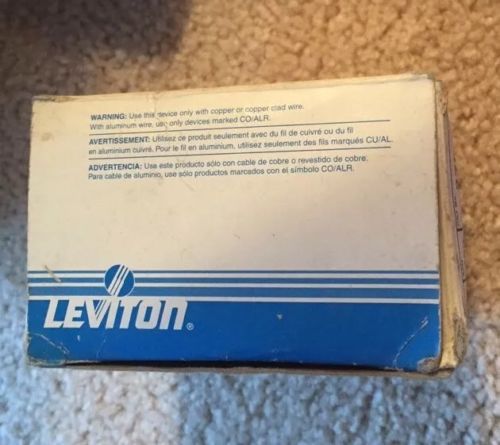 WARNING: Use this device only with copper or copper clad wire.
With aluminum wire, use only devices marked CO/ALR.
AVERTISSEMENT: Utilisez ce produit seulement avec du fil de cuivre ou du fil
en aluminium cuivré. Pour le fil en aluminium, utilisez seulement des fils marqués CU/AL.
ADVERTENCIA: Use este producto sólo con cable de cobre o revestido de cobre.
Para cable de aluminio, use sólo productos marcados con el símbolo CO/ALR.
LEVITON®